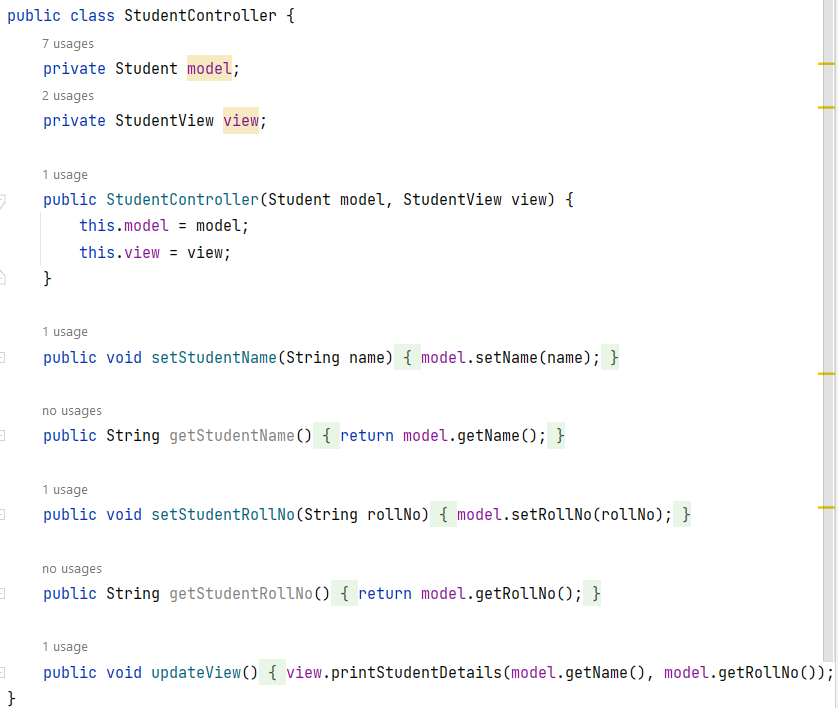 public class StudentController {
7 usages
private Student model;
2 usages
private StudentView view;
1 usage
public StudentController(Student model, StudentView view) {
this.model = model;
this.view = view;
}
1 usage
public void setStudentName(String name) { model.setName(name); }
no usages
public String getStudentName() { return model.getName(); }
1 usage
public void setStudentRollNo(String rollNo) { model.setRollNo(rollNo); }
no usages
public String getStudentRollNo() { return model.getRollNo(); }
1 usage
public void updateView() { view.printStudentDetails(model.getName(), model.getRollNo());
}